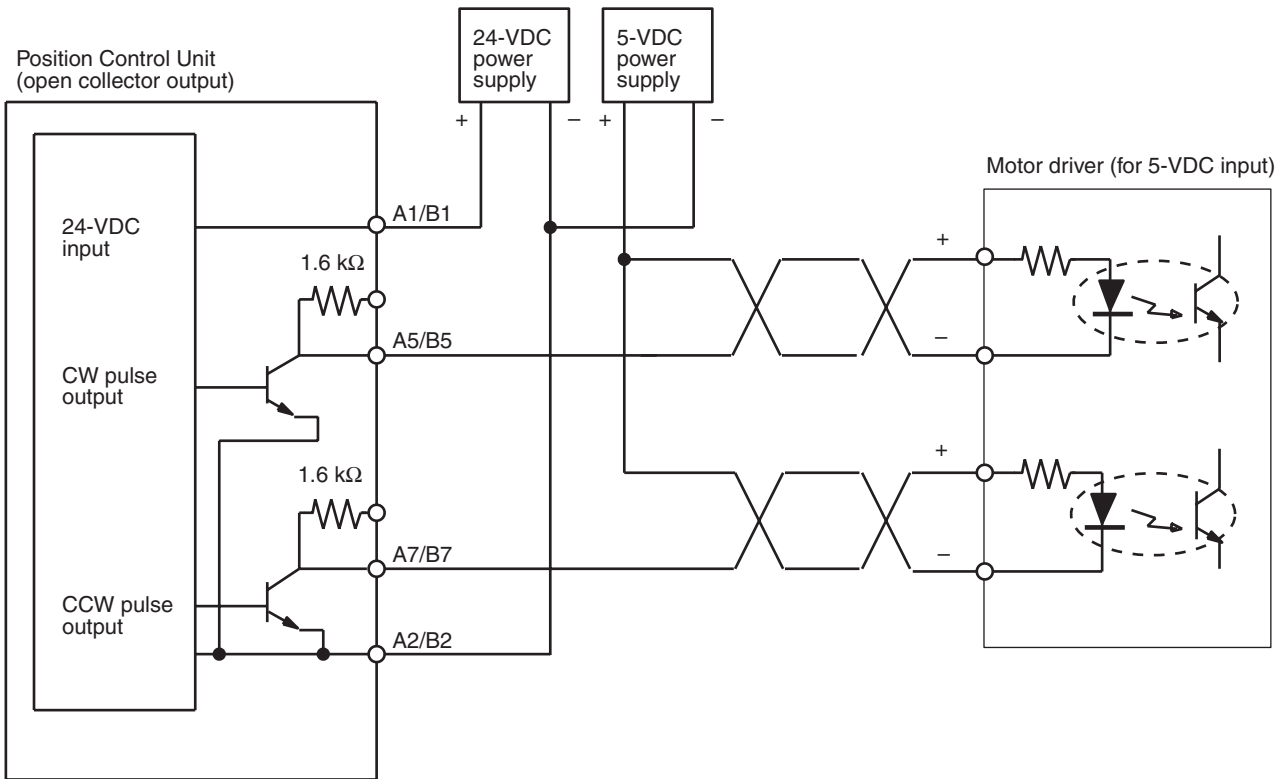 Position Control Unit
(open collector output)
24-VDC
power
supply
5-VDC
power
supply
+
–
+
–
Motor driver (for 5-VDC input)
24-VDC
input
A1/B1
1.6 kΩ
A5/B5
+
–
CW pulse
output
1.6 kΩ
A7/B7
+
–
CCW pulse
output
A2/B2